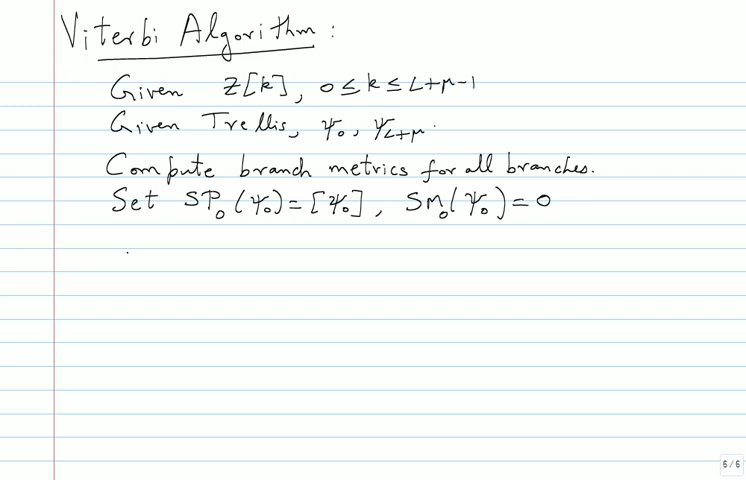 Viterbi Algorithm:
Given z[k], 0 ≤ k ≤ L+μ-1
Given Trellis, Ψ₀, Ψ_{L+μ}.
Compute branch metrics for all branches.
Set SP₀(Ψ₀) = [Ψ₀], SM₀(Ψ₀) = 0
6/6